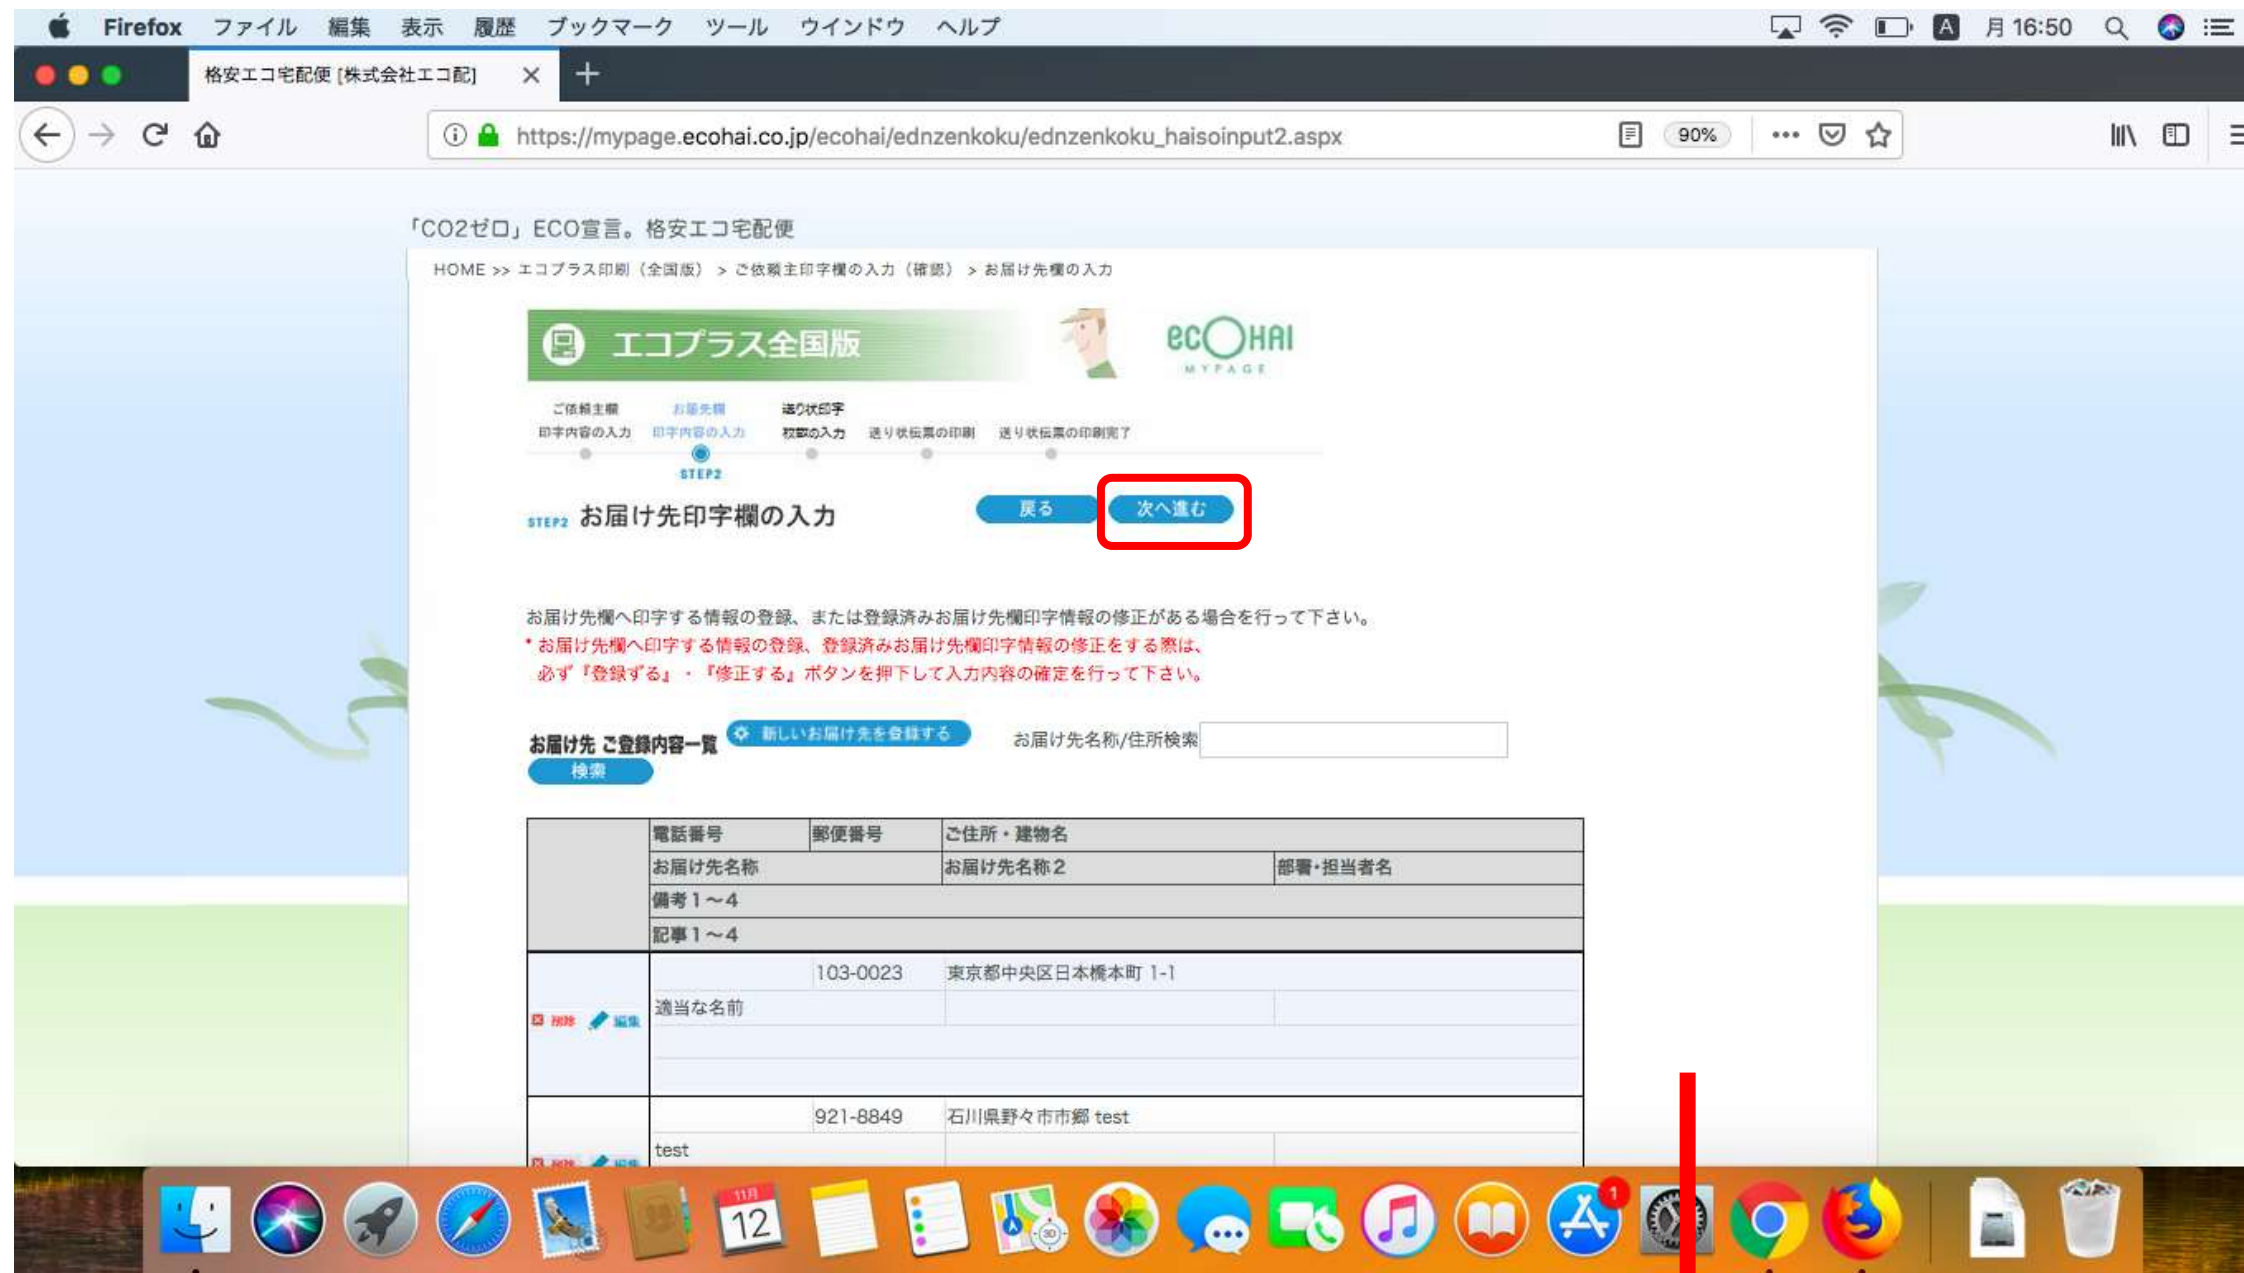 Firefox ファイル 編集 表示 履歴 ブックマーク ツール ウインドウ ヘルプ A 月16:50
格安エコ宅配便 [株式会社エコ配]
https://mypage.ecohai.co.jp/ecohai/ednzenkoku/ednzenkoku_haisoinput2.aspx 90%
「CO2ゼロ」ECO宣言。格安エコ宅配便
HOME >> エコプラス印刷（全国版） > ご依頼主印字欄の入力（確認） > お届け先欄の入力
エコプラス全国版 ecOHAI
MYPAGE
ご依頼主欄 お届先欄 送り状印字
印字内容の入力 印字内容の入力 枚数の入力 送り状伝票の印刷 送り状伝票の印刷完了
STEP2
STEP2 お届け先印字欄の入力 戻る 次へ進む
お届け先欄へ印字する情報の登録、または登録済みお届け先欄印字情報の修正がある場合を行って下さい。
* お届け先欄へ印字する情報の登録、登録済みお届け先欄印字情報の修正をする際は、
必ず『登録ずる』・『修正する』ボタンを押下して入力内容の確定を行って下さい。
お届け先 ご登録内容一覧 新しいお届け先を登録する お届け先名称/住所検索
検索
電話番号 郵便番号 ご住所・建物名
お届け先名称 お届け先名称２ 部署・担当者名
備考１～４
記事１～４
103-0023 東京都中央区日本橋本町 1-1
適当な名前
削除 編集
921-8849 石川県野々市市郷 test
test
削除 編集
11月
12
3D
1